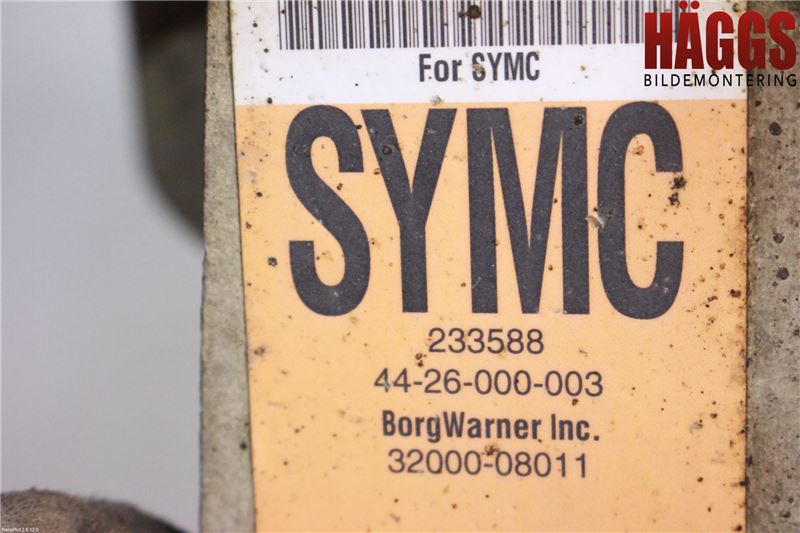 HÄGGS
BILDEMONTERING
For SYMC
SYMC
233588
44-26-000-003
BorgWarner Inc.
32000-08011